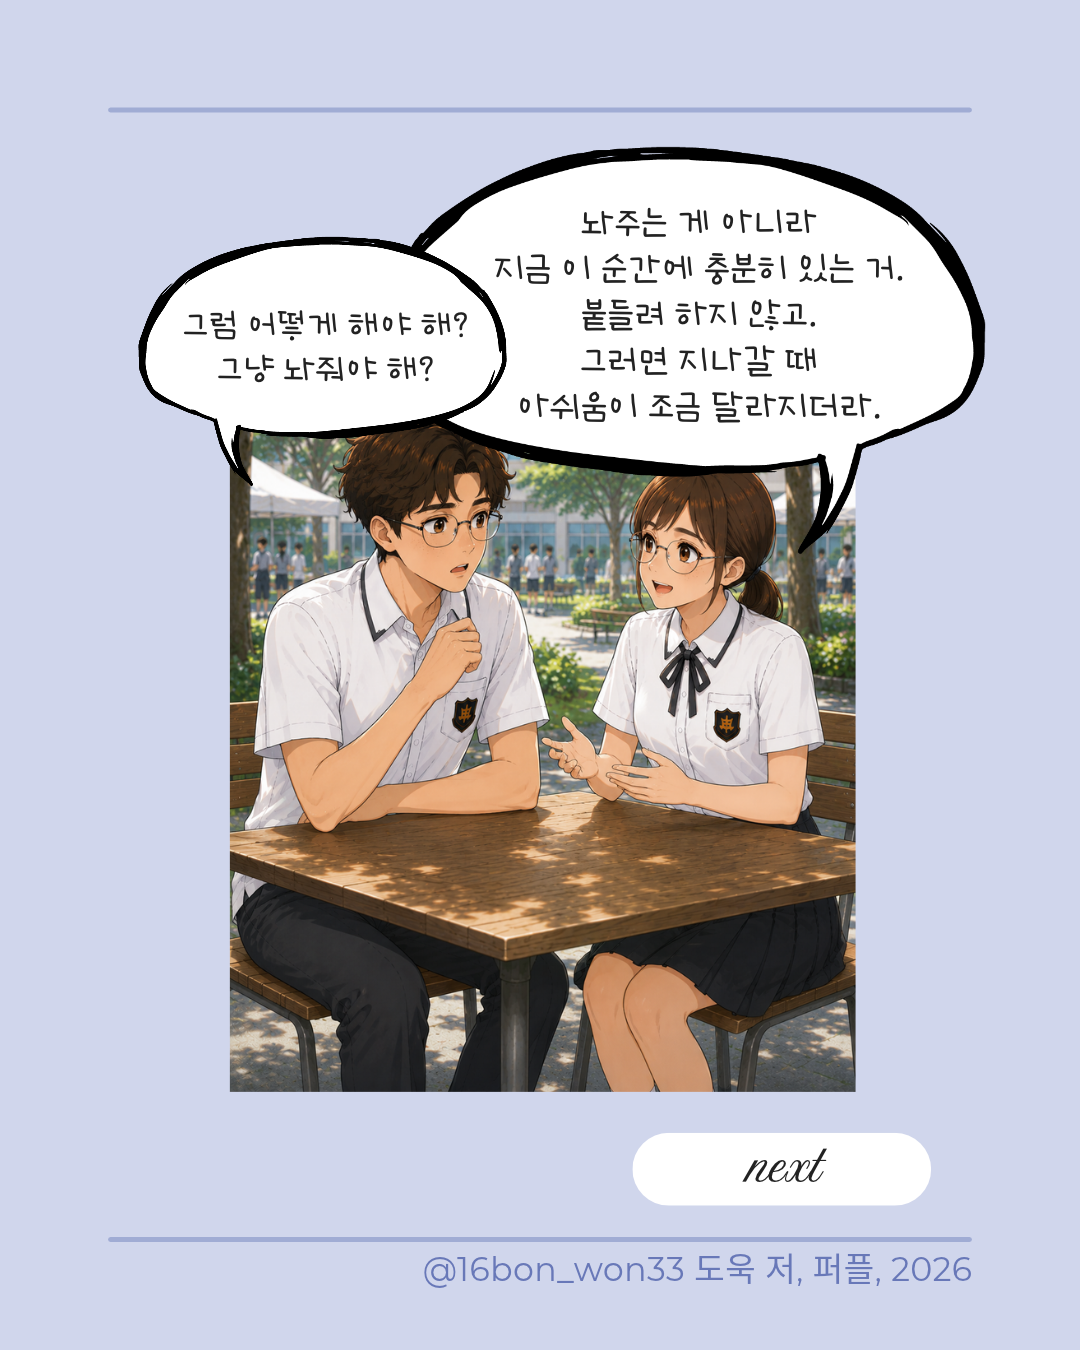 그럼 어떻게 해야 해?
그냥 놔줘야 해?
놔주는 게 아니라
지금 이 순간에 충분히 있는 거.
붙들려 하지 않고.
그러면 지나갈 때
아쉬움이 조금 달라지더라.
next
@16bon_won33 도욱 저, 퍼플, 2026